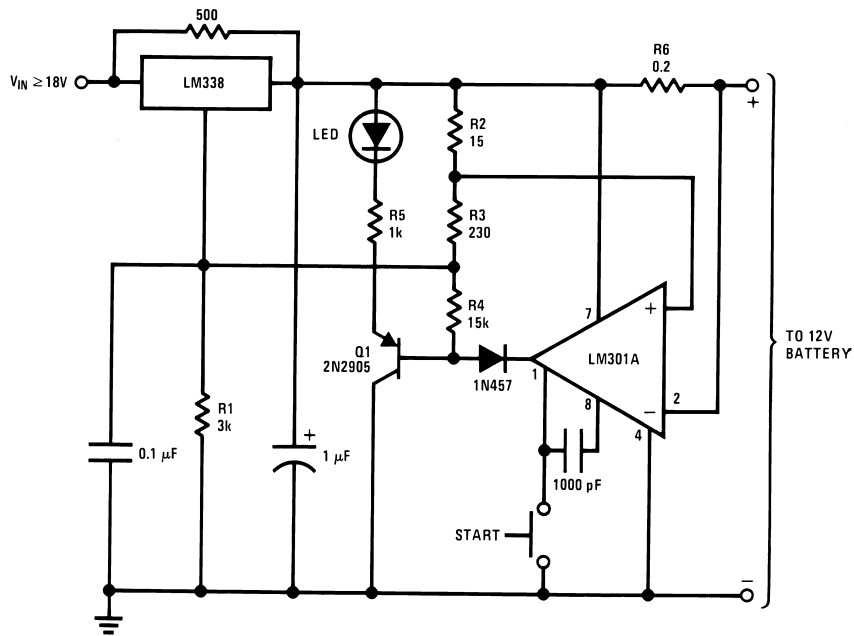 500
V_IN ≥ 18V
LM338
R6
0.2
+
LED
R2
15
R5
1k
R3
230
R4
15k
7
+
LM301A
TO 12V
BATTERY
Q1
2N2905
1N457
1
8
2
−
4
R1
3k
0.1 μF
+
1 μF
1000 pF
START
−